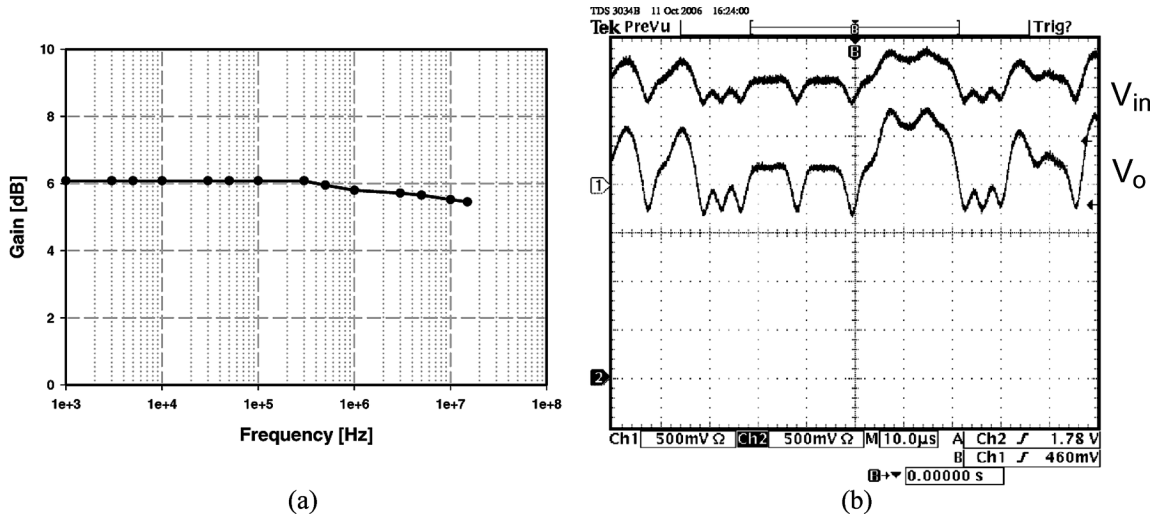 10
8
6
4
2
0
Gain [dB]
1e+3 1e+4 1e+5 1e+6 1e+7 1e+8
Frequency [Hz]
(a)
TDS 3034B 11 Oct 2006 16:24:00
Tek PreVu Trig?
B
B
Vin
Vo
1
2
Ch1 500mV Ω Ch2 500mV Ω M 10.0µs A Ch2 ʃ 1.78 V
B Ch1 ʃ 460mV
B→▼ 0.00000 s
(b)